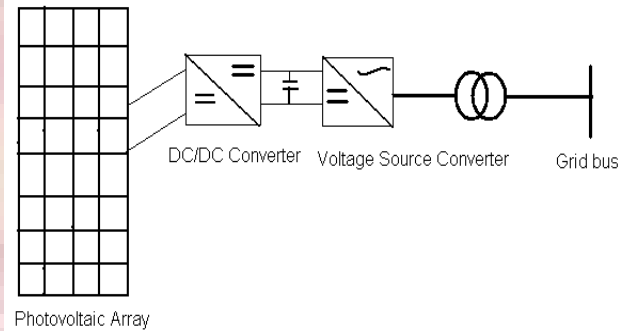 DC/DC Converter
Voltage Source Converter
Grid bus
Photovoltaic Array